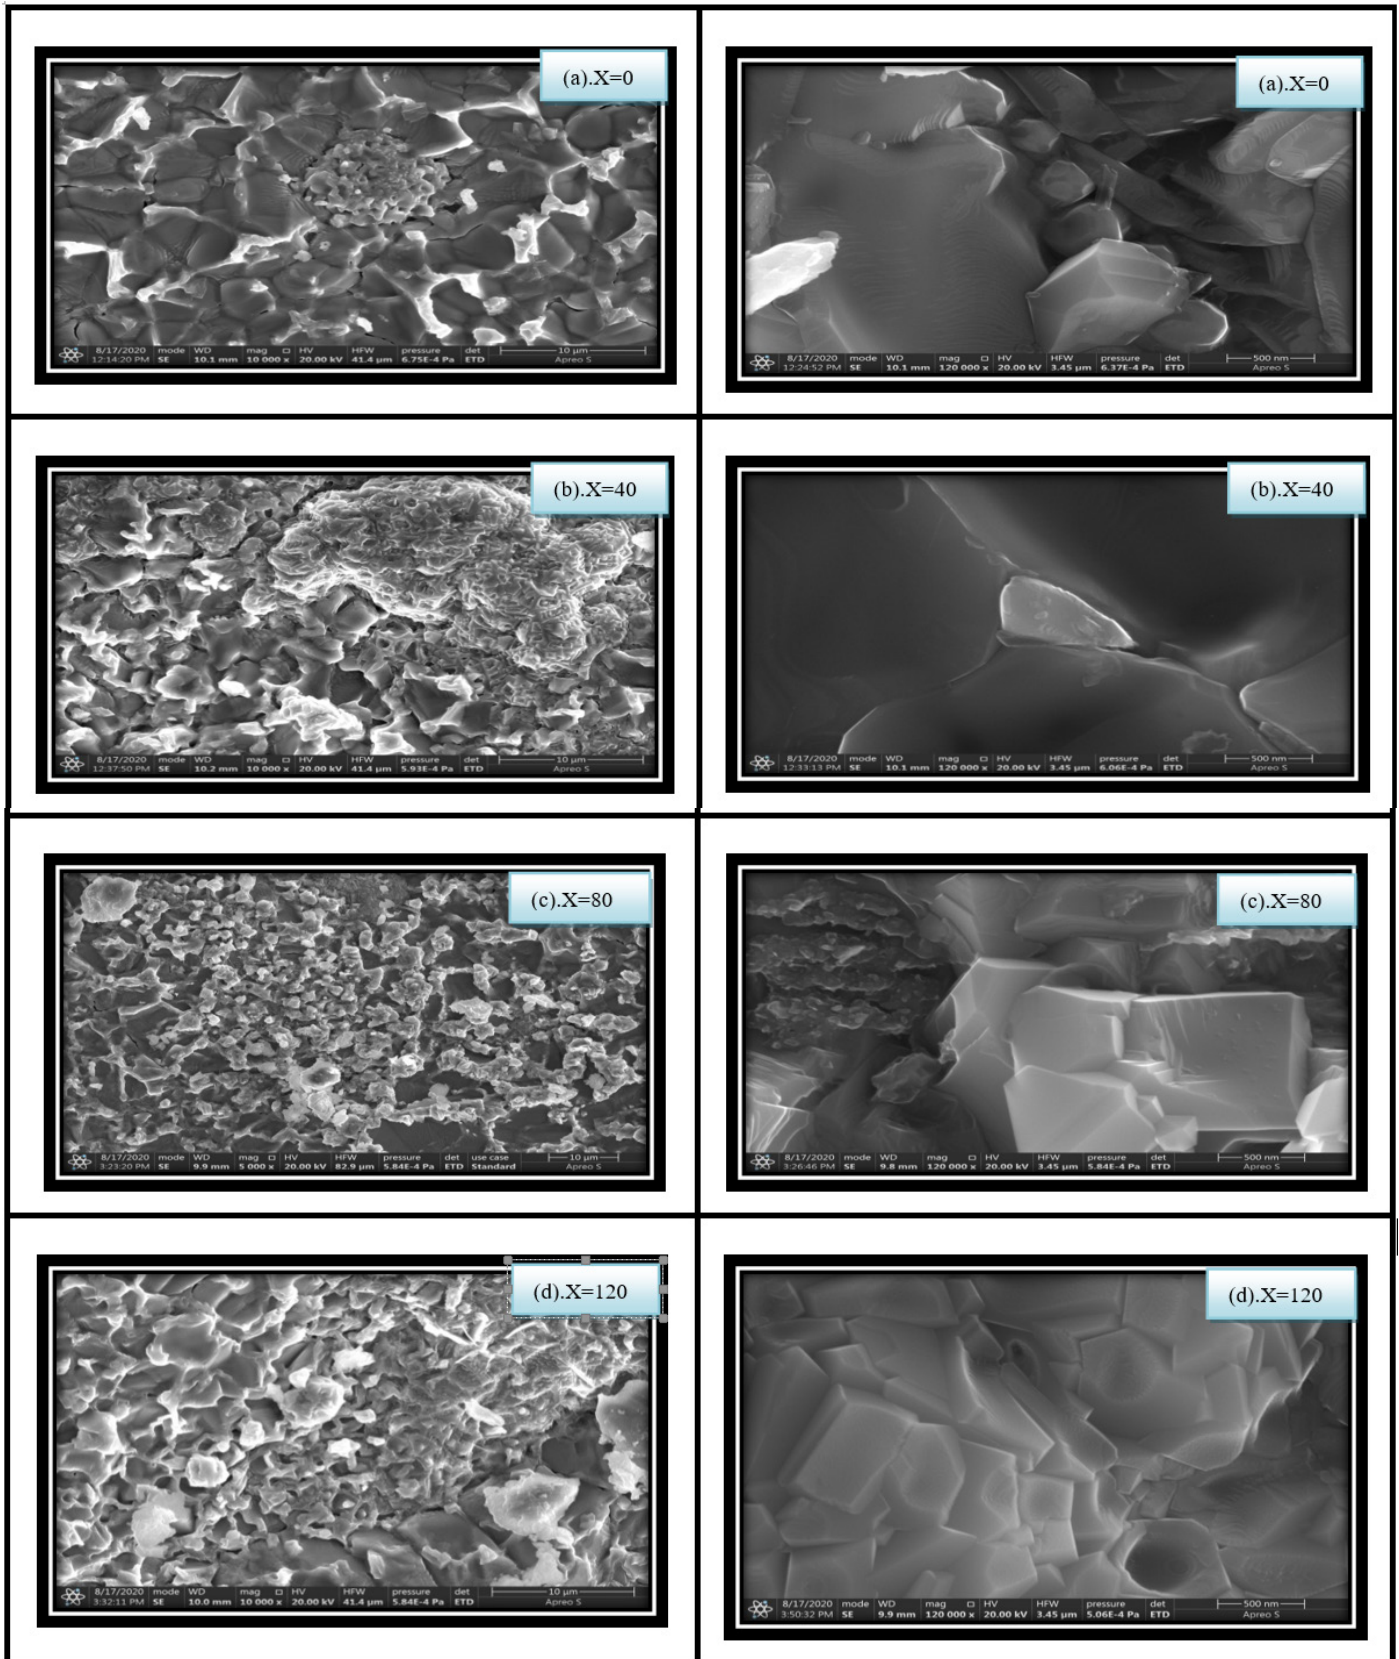 (a).X=0
8/17/2020 mode WD mag HV HFW pressure det 10 µm
12:14:20 PM SE 10.1 mm 10 000 x 20.00 kV 41.4 µm 6.75E-4 Pa ETD Apreo S
(a).X=0
8/17/2020 mode WD mag HV HFW pressure det 500 nm
12:24:52 PM SE 10.1 mm 120 000 x 20.00 kV 3.45 µm 6.37E-4 Pa ETD Apreo S
(b).X=40
8/17/2020 mode WD mag HV HFW pressure det 10 µm
12:37:50 PM SE 10.2 mm 10 000 x 20.00 kV 41.4 µm 5.93E-4 Pa ETD Apreo S
(b).X=40
8/17/2020 mode WD mag HV HFW pressure det 500 nm
12:33:13 PM SE 10.1 mm 120 000 x 20.00 kV 3.45 µm 6.06E-4 Pa ETD Apreo S
(c).X=80
8/17/2020 mode WD mag HV HFW pressure det use case 10 µm
3:23:20 PM SE 9.9 mm 5 000 x 20.00 kV 82.9 µm 5.84E-4 Pa ETD Standard Apreo S
(c).X=80
8/17/2020 mode WD mag HV HFW pressure det 500 nm
3:26:46 PM SE 9.8 mm 120 000 x 20.00 kV 3.45 µm 5.84E-4 Pa ETD Apreo S
(d).X=120
8/17/2020 mode WD mag HV HFW pressure det 10 µm
3:32:11 PM SE 10.0 mm 10 000 x 20.00 kV 41.4 µm 5.84E-4 Pa ETD Apreo S
(d).X=120
8/17/2020 mode WD mag HV HFW pressure det 500 nm
3:50:32 PM SE 9.9 mm 120 000 x 20.00 kV 3.45 µm 5.06E-4 Pa ETD Apreo S